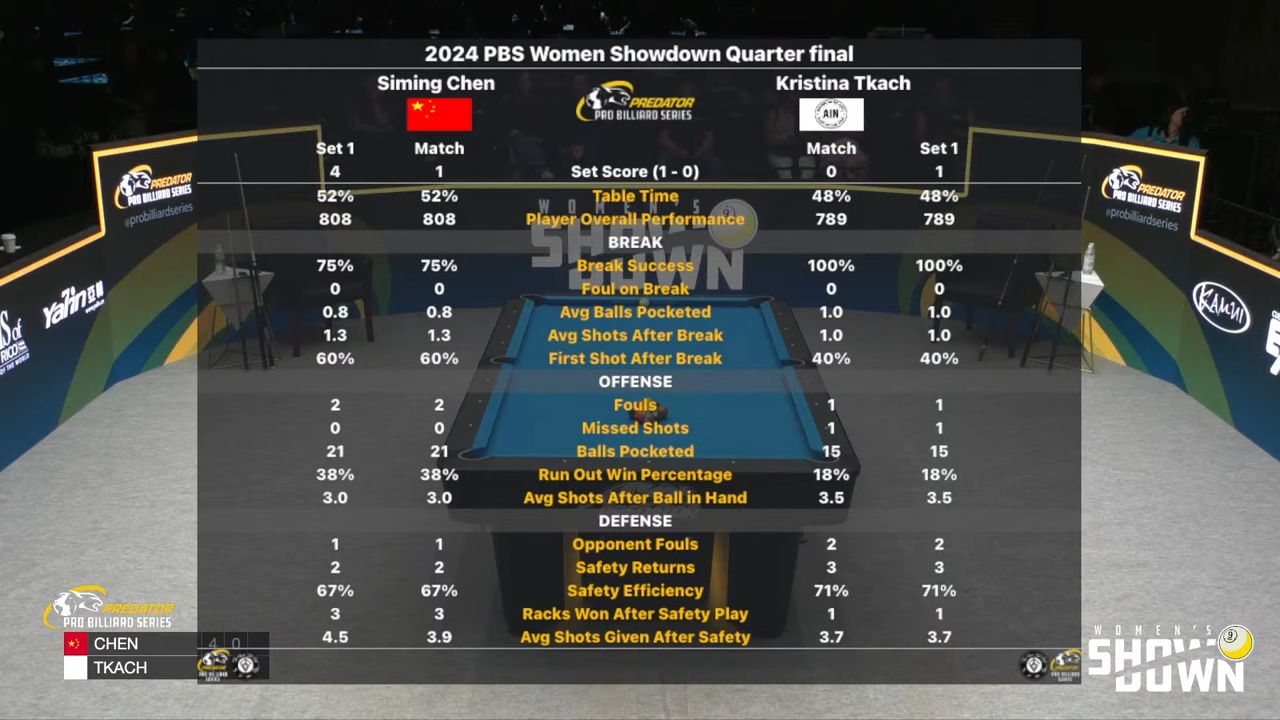 2024 PBS Women Showdown Quarter final
Siming Chen
Kristina Tkach
PREDATOR
PRO BILLIARD SERIES
AIN
Set 1 Match Match Set 1
4 1 Set Score (1 - 0) 0 1
52% 52% Table Time 48% 48%
808 808 Player Overall Performance 789 789
BREAK
75% 75% Break Success 100% 100%
0 0 Foul on Break 0 0
0.8 0.8 Avg Balls Pocketed 1.0 1.0
1.3 1.3 Avg Shots After Break 1.0 1.0
60% 60% First Shot After Break 40% 40%
OFFENSE
2 2 Fouls 1 1
0 0 Missed Shots 1 1
21 21 Balls Pocketed 15 15
38% 38% Run Out Win Percentage 18% 18%
3.0 3.0 Avg Shots After Ball in Hand 3.5 3.5
DEFENSE
1 1 Opponent Fouls 2 2
2 2 Safety Returns 3 3
67% 67% Safety Efficiency 71% 71%
3 3 Racks Won After Safety Play 1 1
4.5 3.9 Avg Shots Given After Safety 3.7 3.7
PREDATOR
PRO BILLIARD SERIES
@probilliardseries
PREDATOR
PRO BILLIARD SERIES
@probilliardseries
WOMEN'S
SHOWDOWN
Yalin
KAMUI
PREDATOR
PRO BILLIARD SERIES
CHEN 4 0
TKACH
WOMEN'S
SHOWDOWN
9